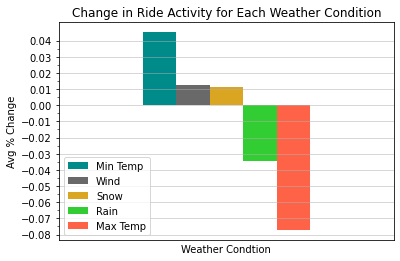 Change in Ride Activity for Each Weather Condition
Avg % Change
0.04
0.03
0.02
0.01
0.00
−0.01
−0.02
−0.03
−0.04
−0.05
−0.06
−0.07
−0.08
Min Temp
Wind
Snow
Rain
Max Temp
Weather Condtion